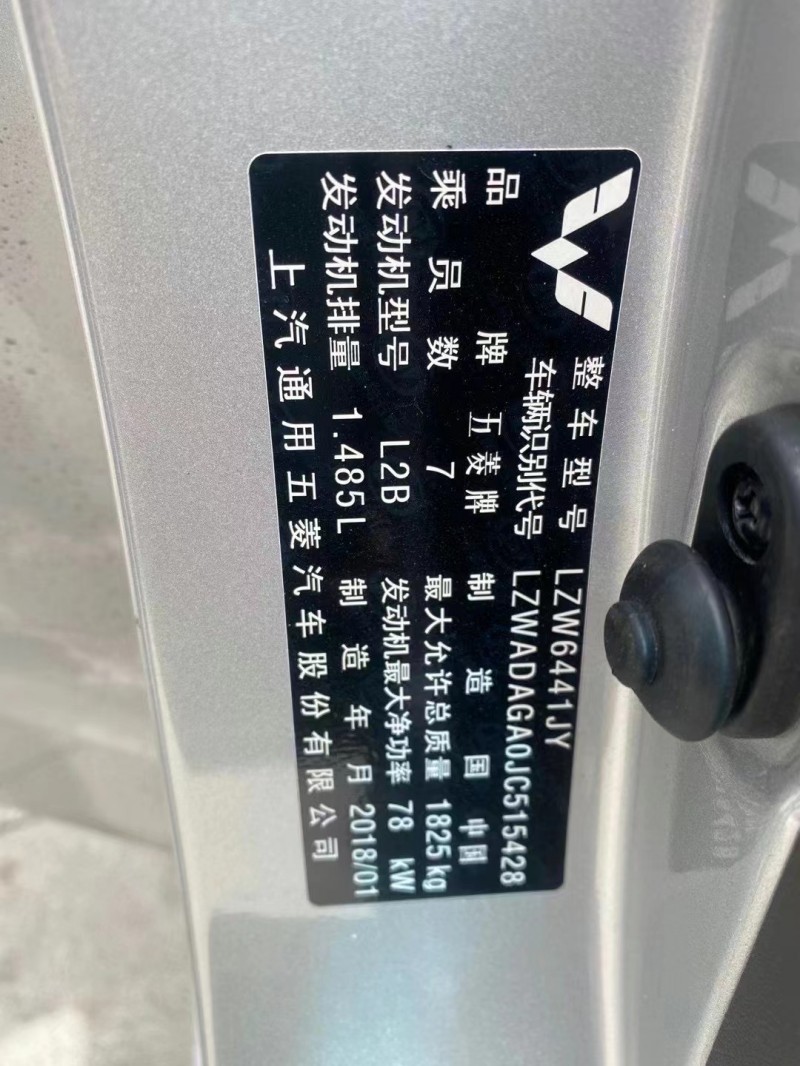 整车型号 LZW6441JY
车辆识别代号 LZWADAGA0JC515428
品牌 五菱牌 制造国 中国
乘员数 7 最大允许总质量 1825kg
发动机型号 L2B 发动机最大净功率 78 kW
发动机排量 1.485L 制造年月 2018/01
上汽通用五菱汽车股份有限公司